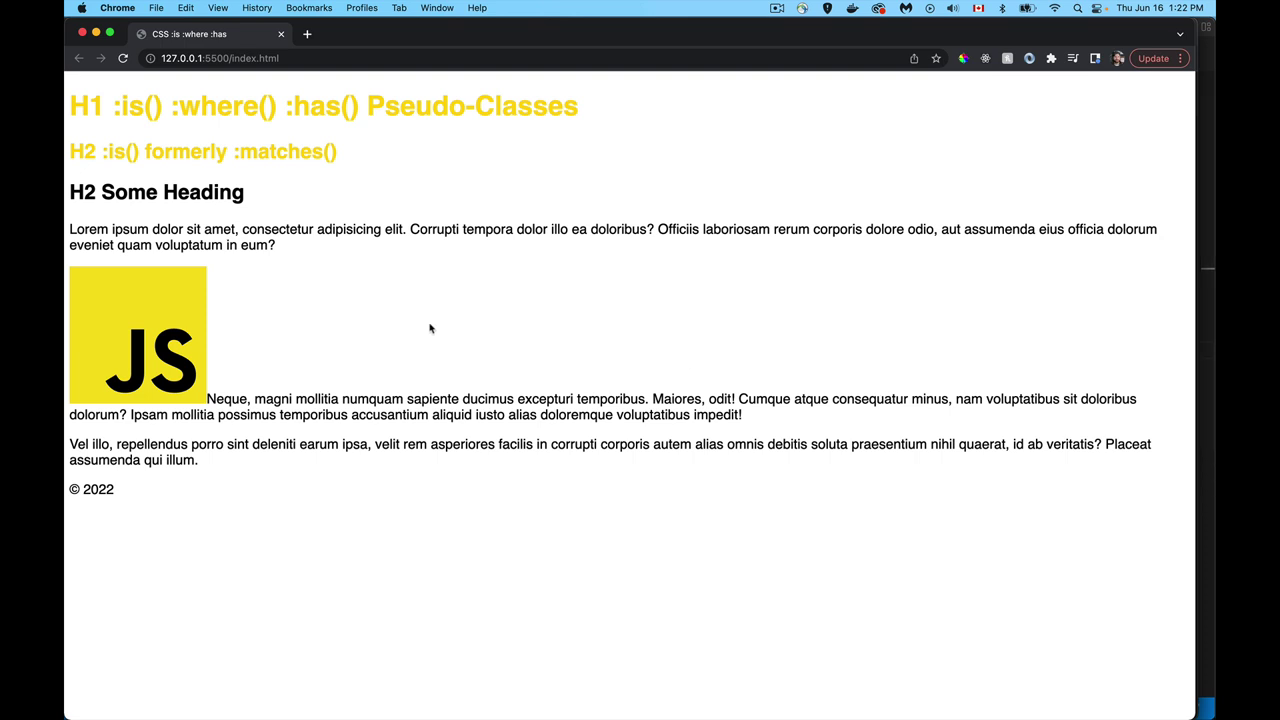 Chrome File Edit View History Bookmarks Profiles Tab Window Help Thu Jun 16 1:22 PM
CSS :is :where :has
127.0.0.1:5500/index.html Update
H1 :is() :where() :has() Pseudo-Classes
H2 :is() formerly :matches()
H2 Some Heading
Lorem ipsum dolor sit amet, consectetur adipisicing elit. Corrupti tempora dolor illo ea doloribus? Officiis laboriosam rerum corporis dolore odio, aut assumenda eius officia dolorum
eveniet quam voluptatum in eum?
JS
Neque, magni mollitia numquam sapiente ducimus excepturi temporibus. Maiores, odit! Cumque atque consequatur minus, nam voluptatibus sit doloribus
dolorum? Ipsam mollitia possimus temporibus accusantium aliquid iusto alias doloremque voluptatibus impedit!
Vel illo, repellendus porro sint deleniti earum ipsa, velit rem asperiores facilis in corrupti corporis autem alias omnis debitis soluta praesentium nihil quaerat, id ab veritatis? Placeat
assumenda qui illum.
© 2022